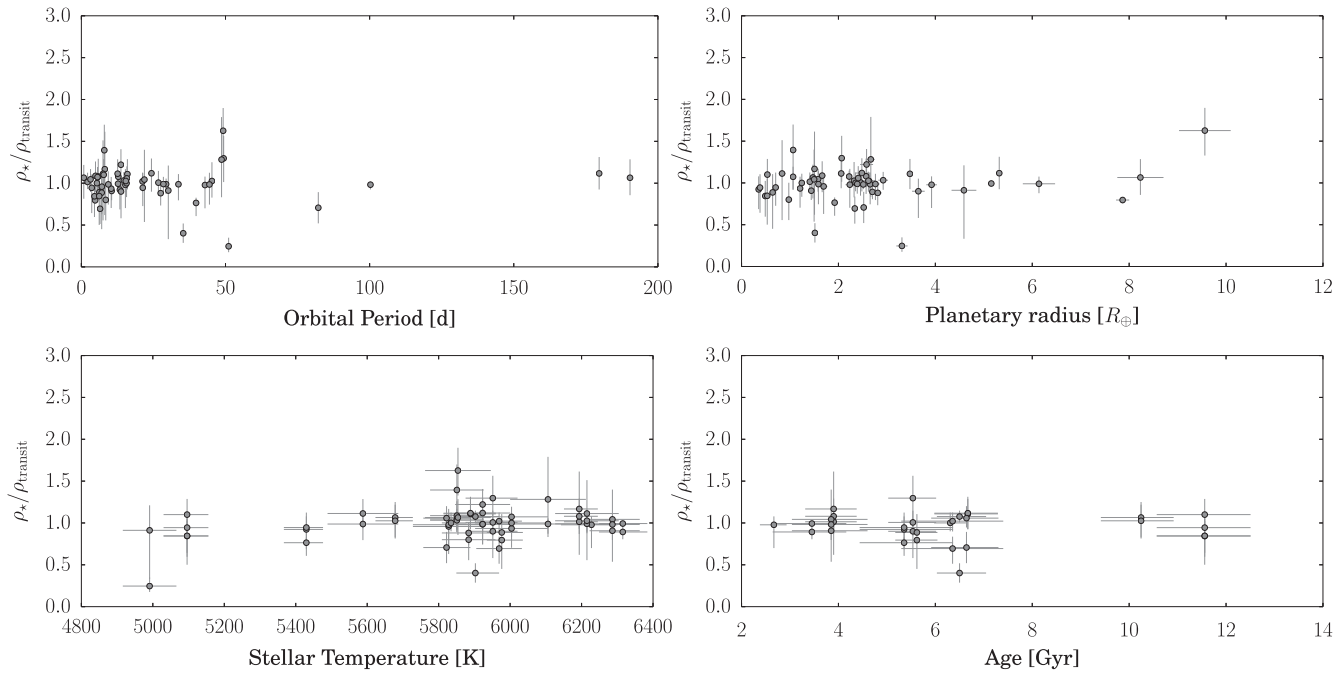 3.0
2.5
2.0
1.5
1.0
0.5
0.0
ρ⋆/ρtransit
0 50 100 150 200
Orbital Period [d]
3.0
2.5
2.0
1.5
1.0
0.5
0.0
ρ⋆/ρtransit
0 2 4 6 8 10 12
Planetary radius [R⊕]
3.0
2.5
2.0
1.5
1.0
0.5
0.0
ρ⋆/ρtransit
4800 5000 5200 5400 5600 5800 6000 6200 6400
Stellar Temperature [K]
3.0
2.5
2.0
1.5
1.0
0.5
0.0
ρ⋆/ρtransit
2 4 6 8 10 12 14
Age [Gyr]